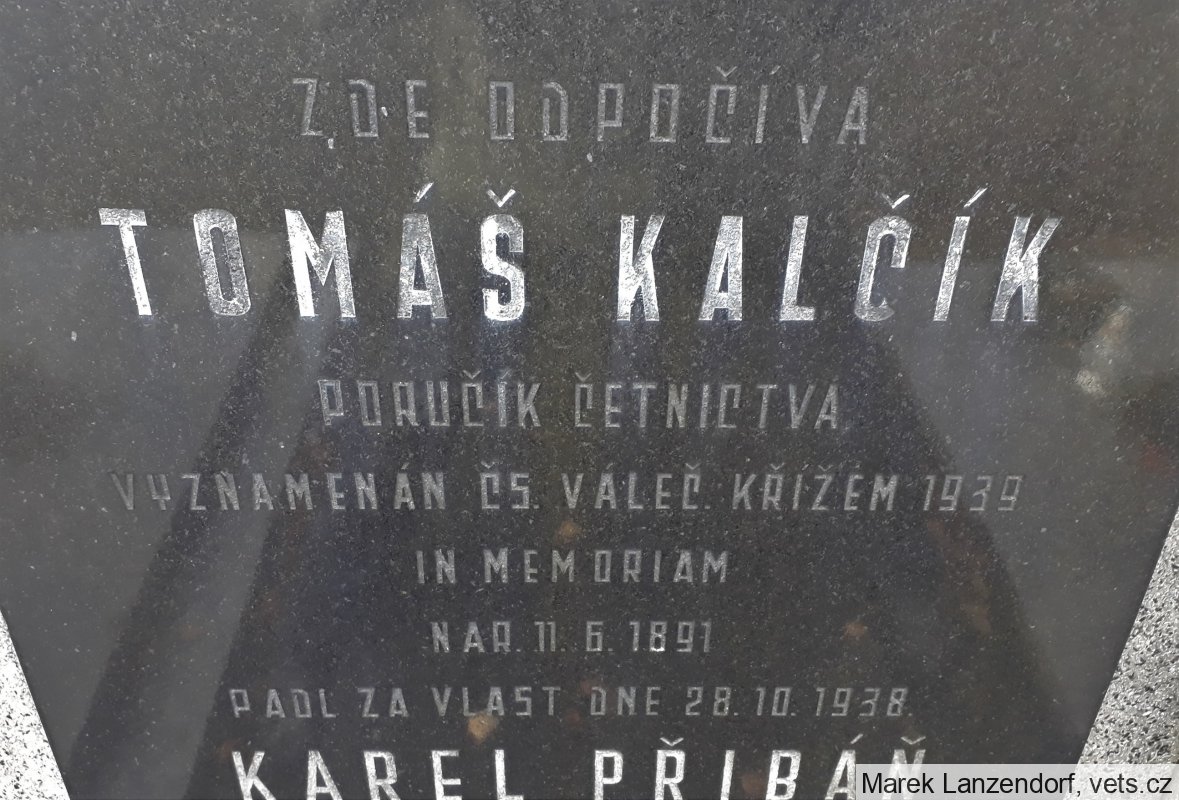 ZDE ODPOČÍVÁ
TOMÁŠ KALČÍK
PORUČÍK ČETNICTVA
VYZNAMENÁN ČS. VÁLEČ. KŘÍŽEM 1939
IN MEMORIAM
NAR. 11. 6. 1891
PADL ZA VLAST DNE 28. 10. 1938.
KAREL PŘIBÁŇ
Marek Lanzendorf, vets.cz